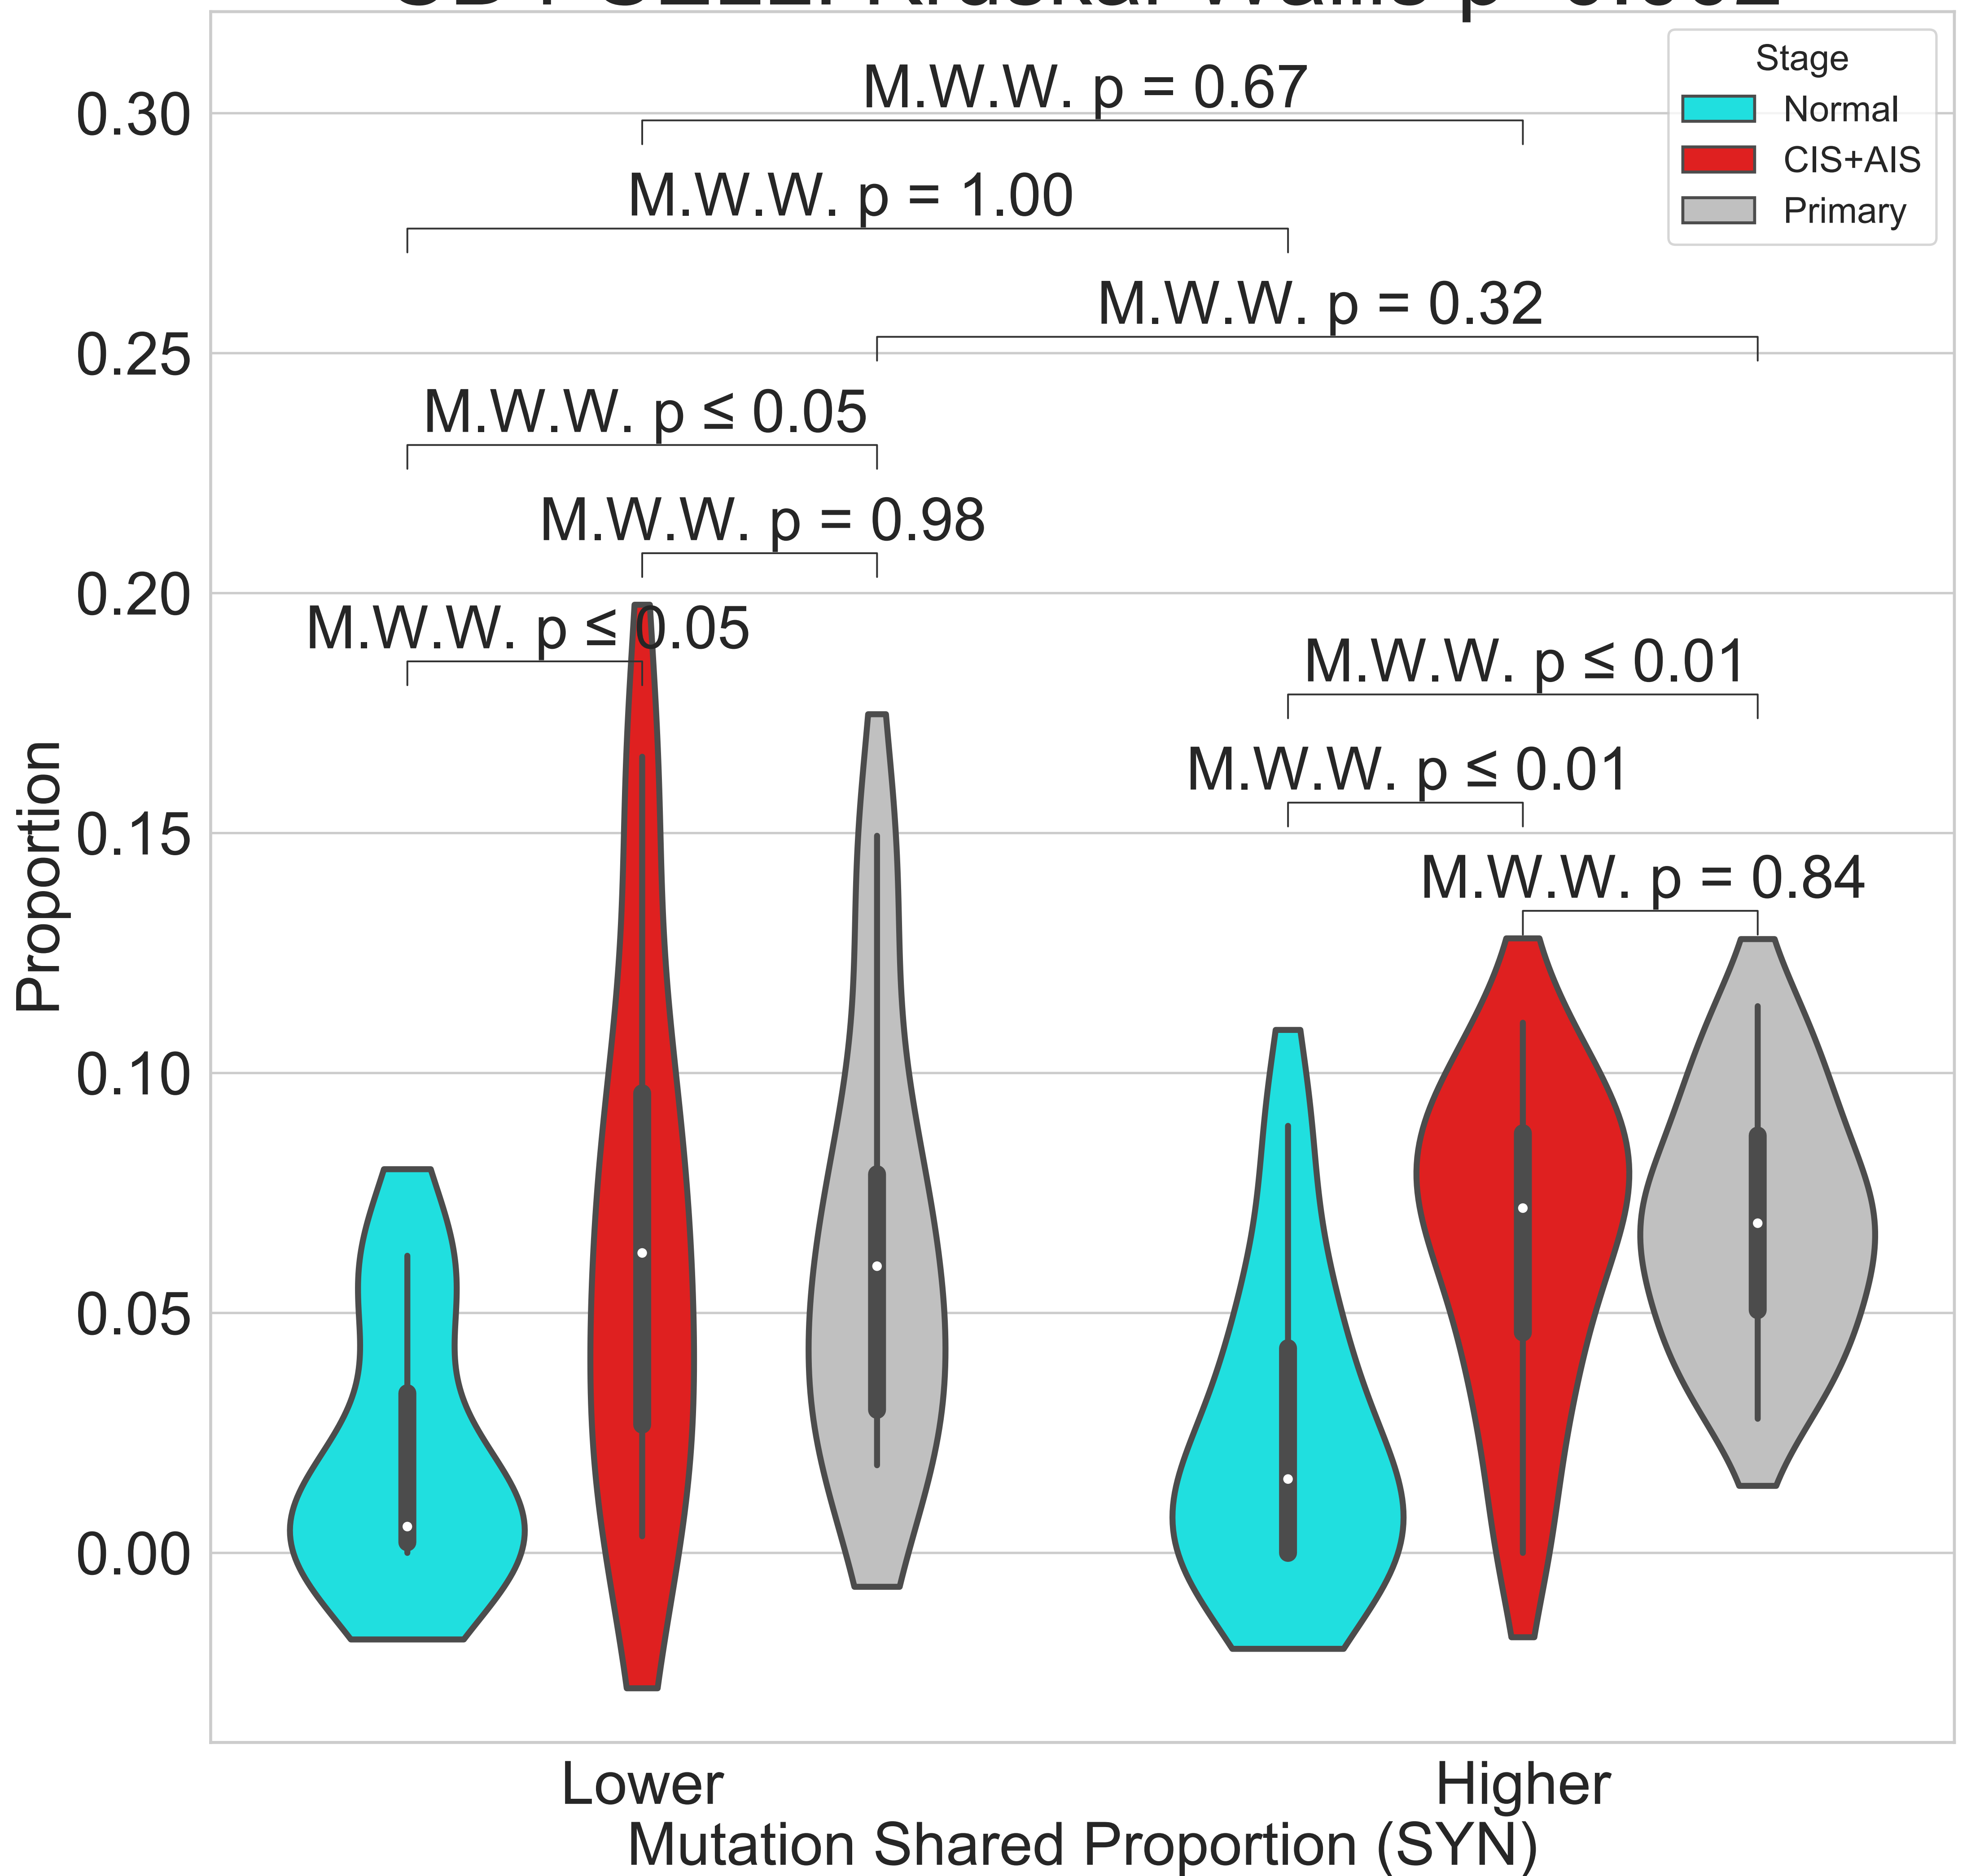 M.W.W. p = 0.67
Stage
Normal
CIS+AIS
Primary
M.W.W. p = 1.00
M.W.W. p = 0.32
M.W.W. p ≤ 0.05
M.W.W. p = 0.98
M.W.W. p ≤ 0.05
M.W.W. p ≤ 0.01
M.W.W. p ≤ 0.01
M.W.W. p = 0.84
0.30
0.25
0.20
0.15
0.10
0.05
0.00
Proportion
Lower
Higher
Mutation Shared Proportion (SYN)